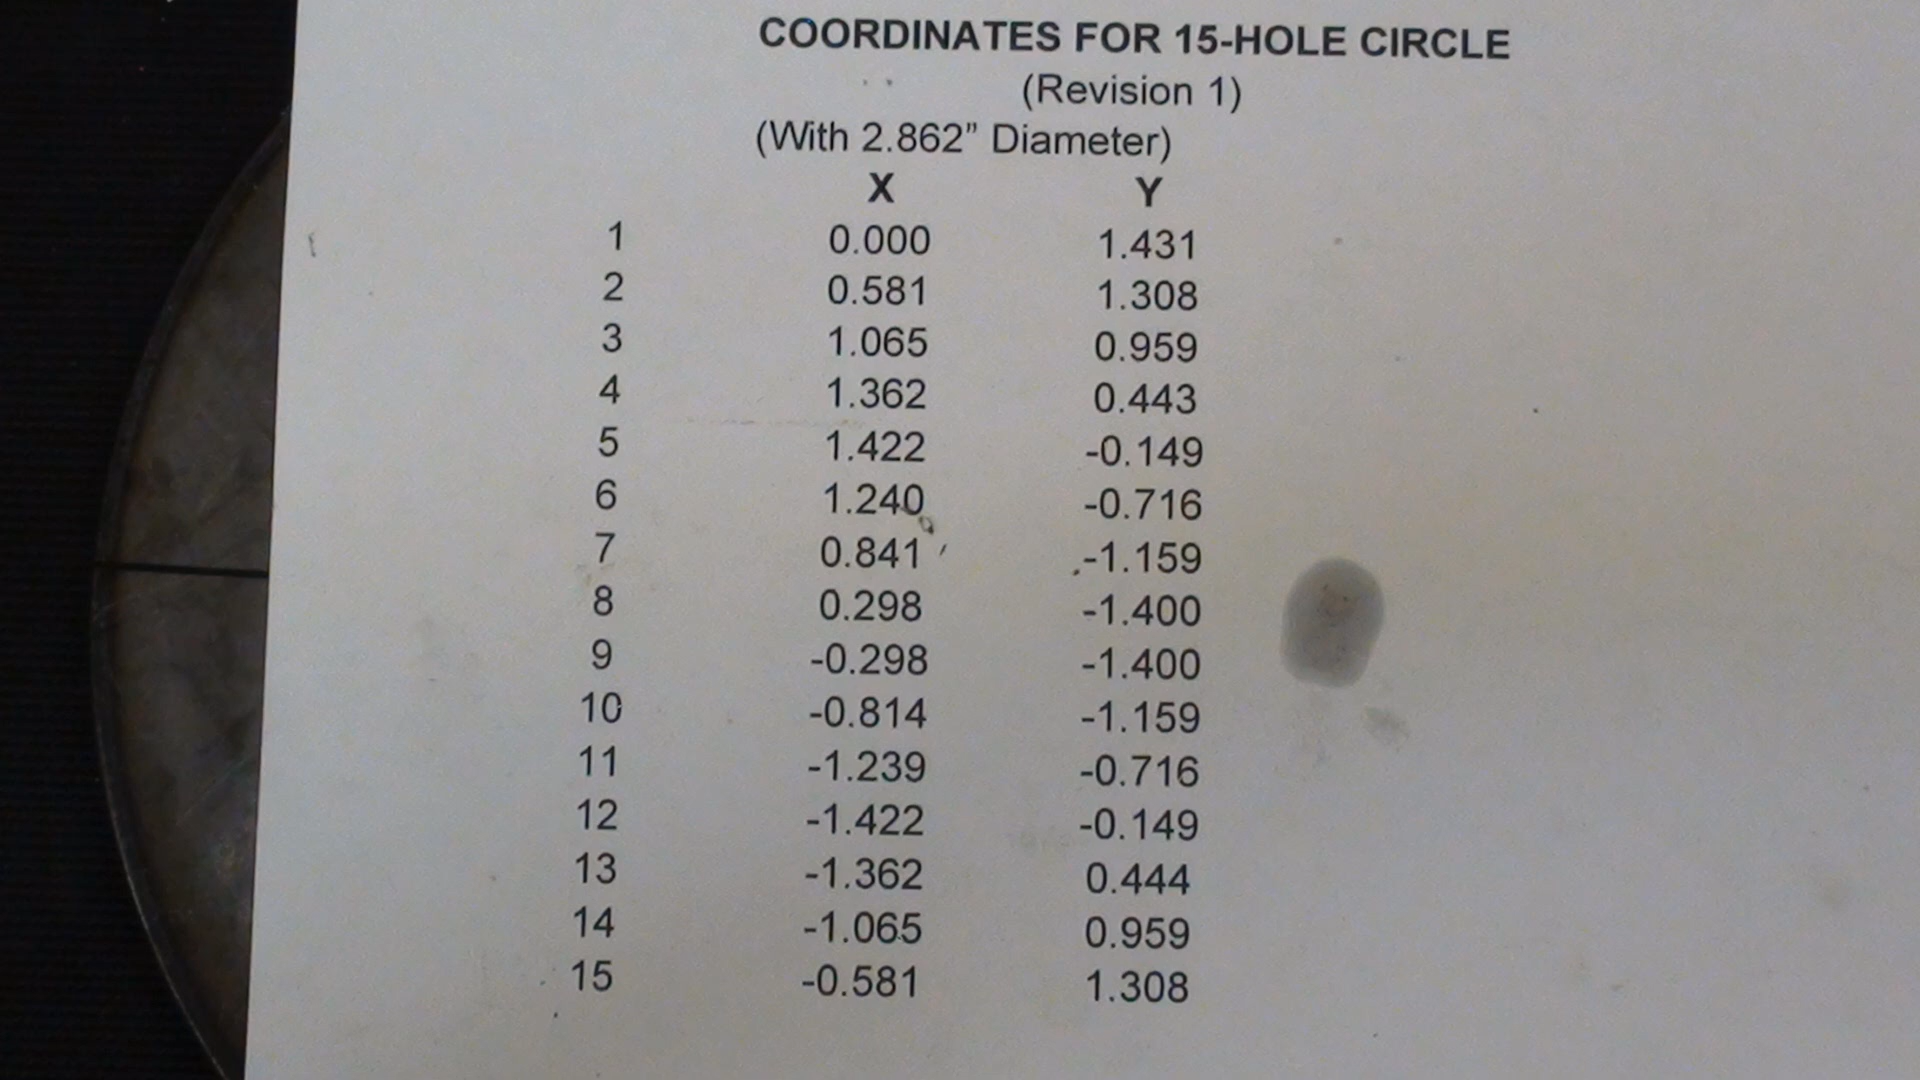 COORDINATES FOR 15-HOLE CIRCLE
(Revision 1)
(With 2.862” Diameter)
X Y
1 0.000 1.431
2 0.581 1.308
3 1.065 0.959
4 1.362 0.443
5 1.422 -0.149
6 1.240 -0.716
7 0.841 -1.159
8 0.298 -1.400
9 -0.298 -1.400
10 -0.814 -1.159
11 -1.239 -0.716
12 -1.422 -0.149
13 -1.362 0.444
14 -1.065 0.959
15 -0.581 1.308